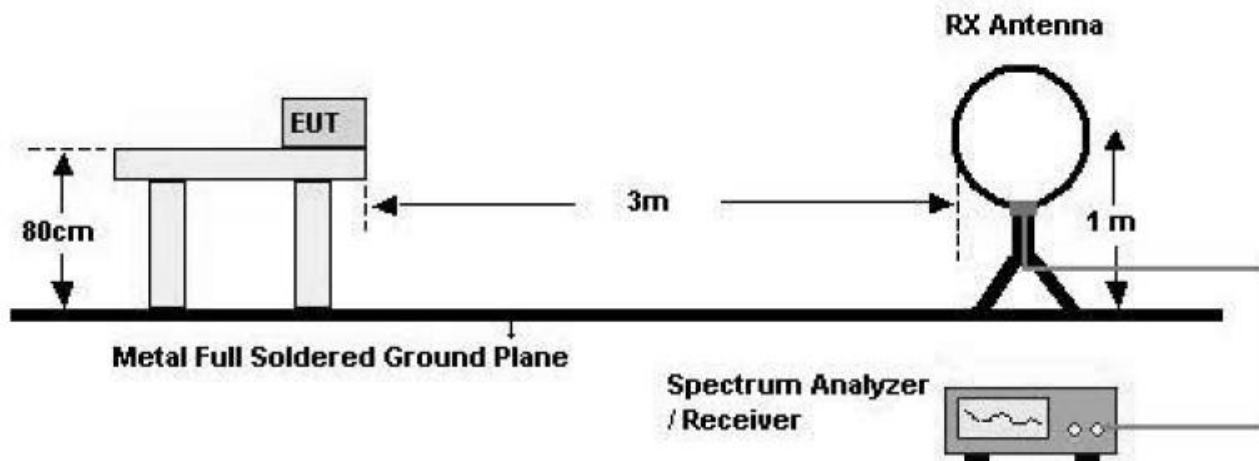 RX Antenna
EUT
80cm
3m
1 m
Metal Full Soldered Ground Plane
Spectrum Analyzer
/ Receiver